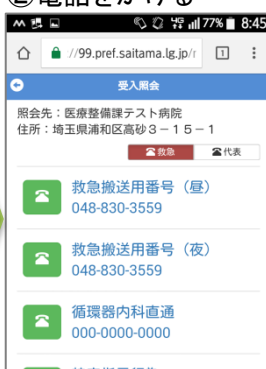 ②電話をかける
77% 8:45
//99.pref.saitama.lg.jp/r 1
受入照会
照会先：医療整備課テスト病院
住所：埼玉県浦和区高砂３－１５－１
救急 代表
救急搬送用番号（昼）
048-830-3559
救急搬送用番号（夜）
048-830-3559
循環器内科直通
000-0000-0000